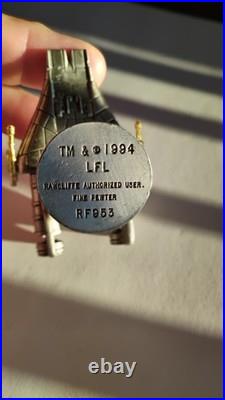 TM & © 1994
LFL
RAWCLIFFE AUTHORIZED USER.
FINE PEWTER
RF953